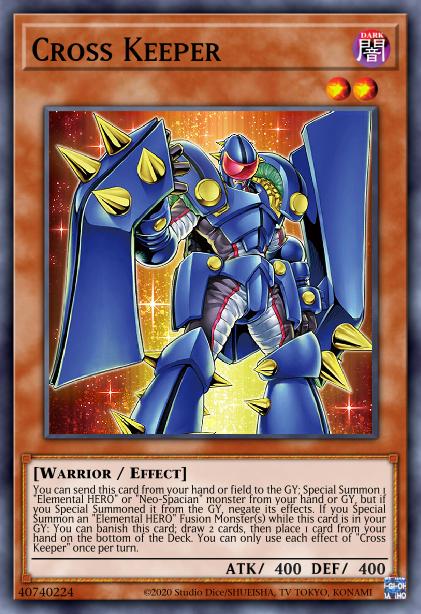 CROSS KEEPER
DARK
闇
[WARRIOR / EFFECT]
You can send this card from your hand or field to the GY; Special Summon 1
"Elemental HERO" or "Neo-Spacian" monster from your hand or GY, but if
you Special Summoned it from the GY, negate its effects. If you Special
Summon an "Elemental HERO" Fusion Monster(s) while this card is in your
GY: You can banish this card; draw 2 cards, then place 1 card from your
hand on the bottom of the Deck. You can only use each effect of "Cross
Keeper" once per turn.
ATK/ 400 DEF/ 400
40740224
©2020 Studio Dice/SHUEISHA, TV TOKYO, KONAMI